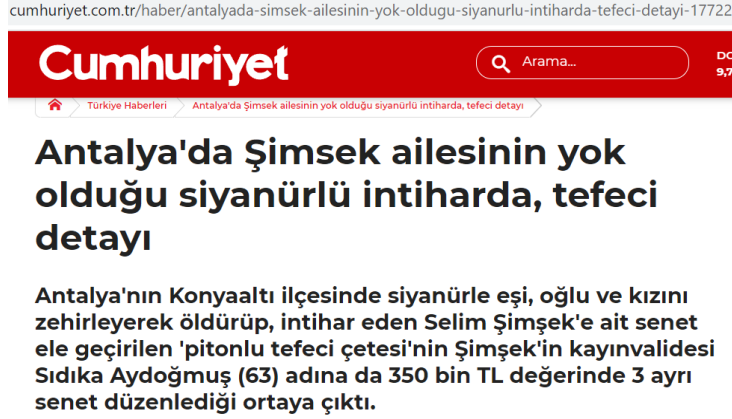 cumhuriyet.com.tr/haber/antalyada-simsek-ailesinin-yok-oldugu-siyanurlu-intiharda-tefeci-detayi-17722
Cumhuriyet
Arama...
DO
9,7
Türkiye Haberleri
Antalya'da Şimsek ailesinin yok olduğu siyanürlü intiharda, tefeci detayı
Antalya'da Şimsek ailesinin yok
olduğu siyanürlü intiharda, tefeci
detayı
Antalya'nın Konyaaltı ilçesinde siyanürle eşi, oğlu ve kızını
zehirleyerek öldürüp, intihar eden Selim Şimşek'e ait senet
ele geçirilen 'pitonlu tefeci çetesi'nin Şimşek'in kayınvalidesi
Sıdıka Aydoğmuş (63) adına da 350 bin TL değerinde 3 ayrı
senet düzenlediği ortaya çıktı.